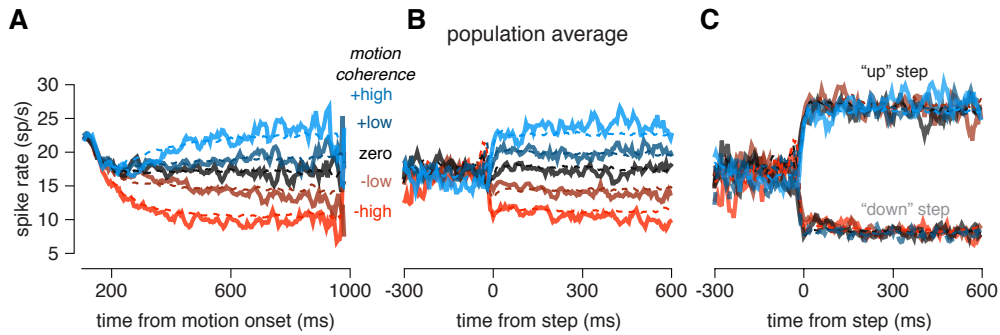 A
B
C
population average
motion
coherence
+high
+low
zero
-low
-high
"up" step
"down" step
spike rate (sp/s)
30
25
20
15
10
5
200
600
1000
time from motion onset (ms)
-300
0
300
600
time from step (ms)
-300
0
300
600
time from step (ms)